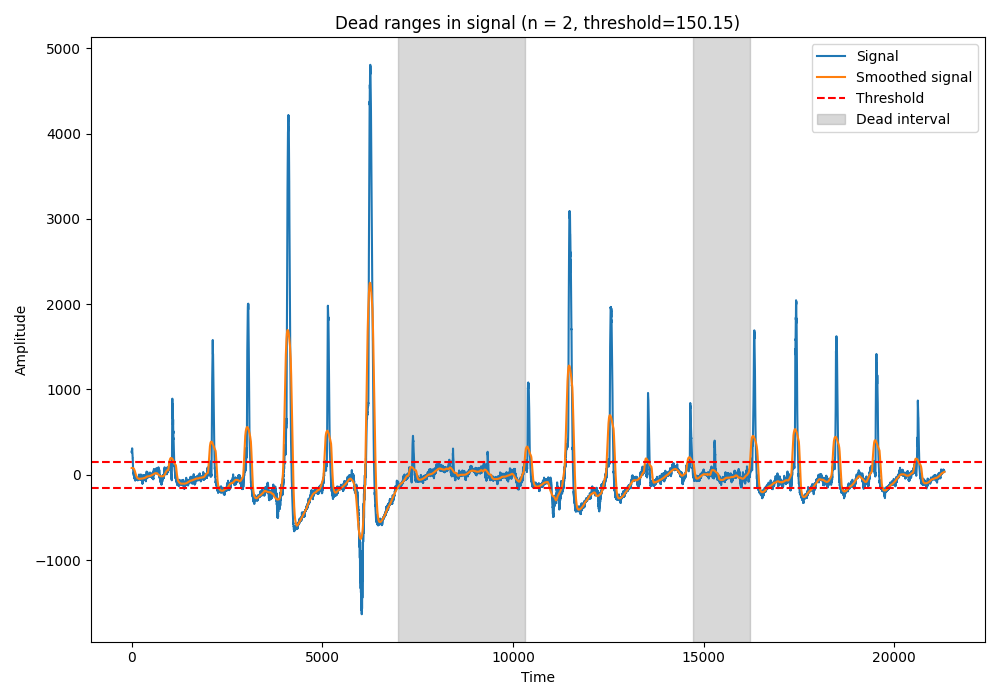 Dead ranges in signal (n = 2, threshold=150.15)
Signal
Smoothed signal
Threshold
Dead interval
Amplitude
5000
4000
3000
2000
1000
0
−1000
0
5000
10000
15000
20000
Time